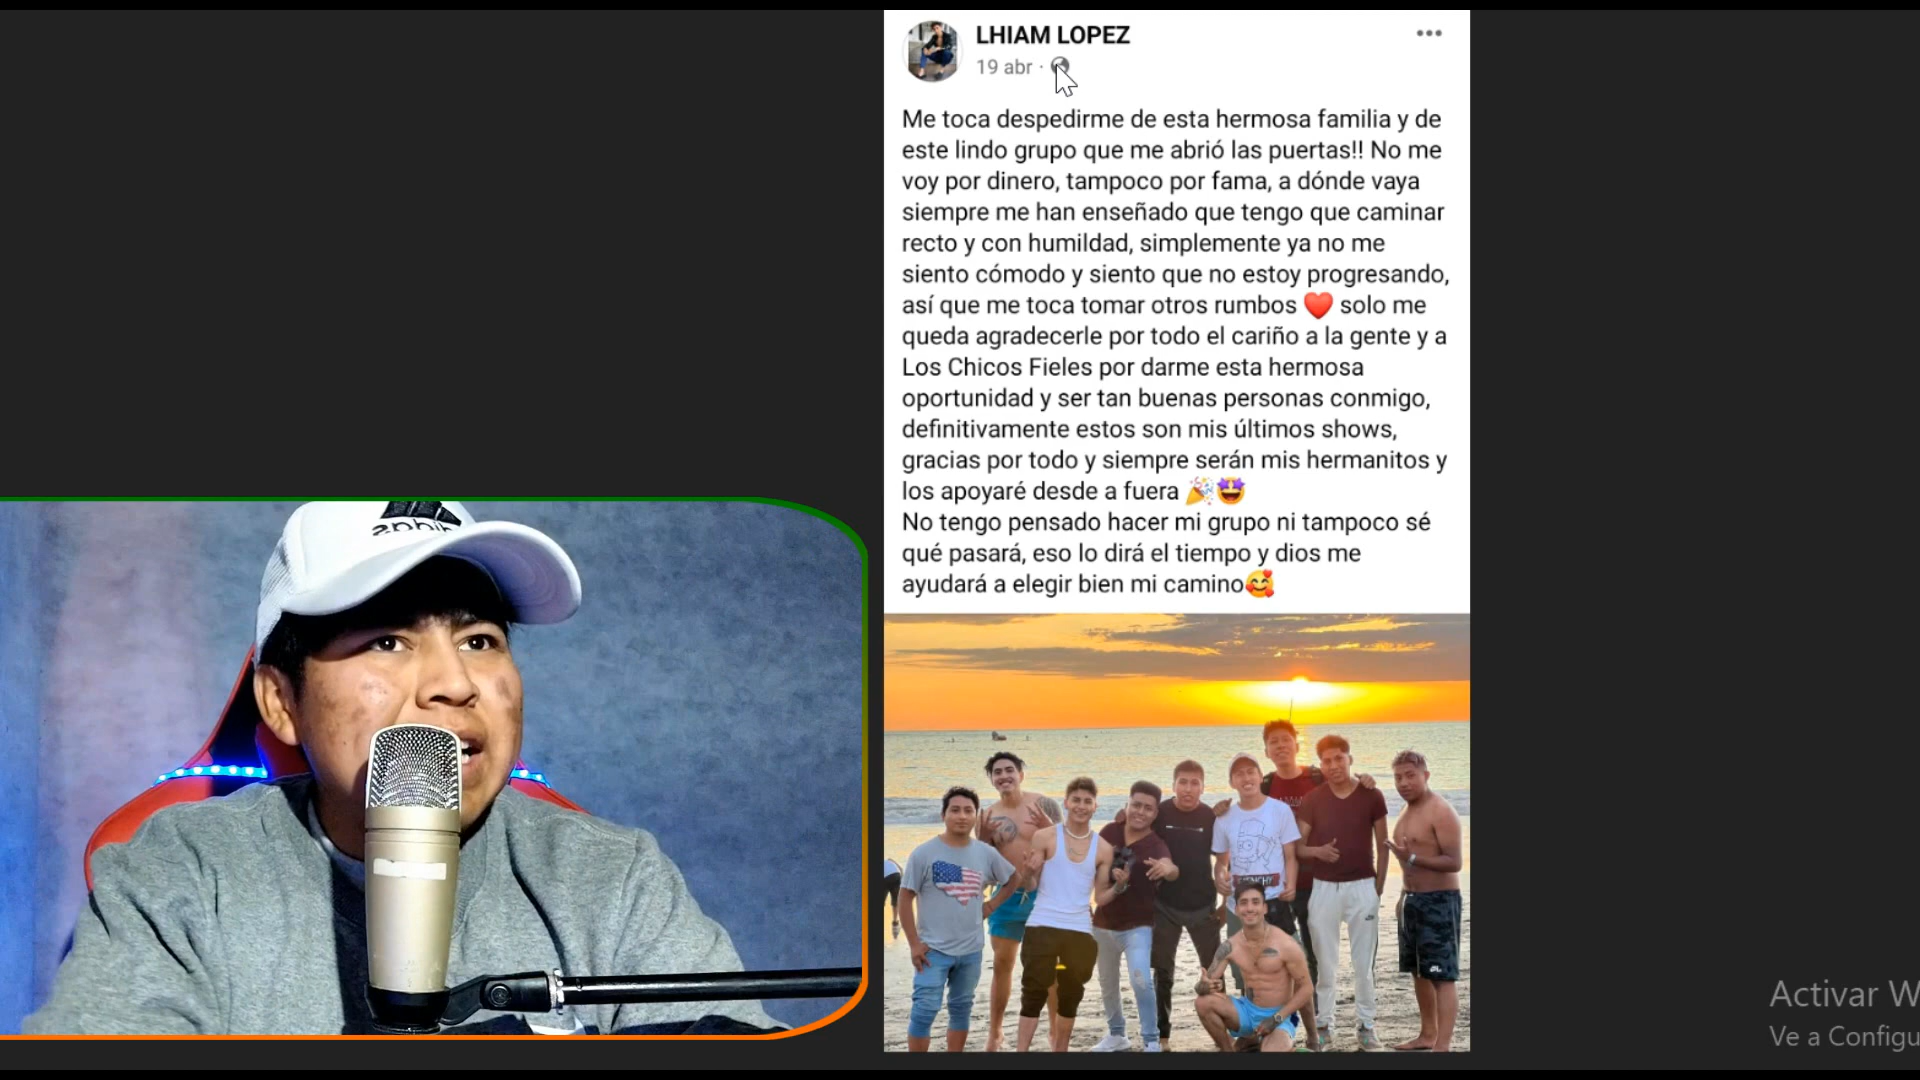 LHIAM LOPEZ
19 abr ·
Me toca despedirme de esta hermosa familia y de
este lindo grupo que me abrió las puertas!! No me
voy por dinero, tampoco por fama, a dónde vaya
siempre me han enseñado que tengo que caminar
recto y con humildad, simplemente ya no me
siento cómodo y siento que no estoy progresando,
así que me toca tomar otros rumbos ❤️ solo me
queda agradecerle por todo el cariño a la gente y a
Los Chicos Fieles por darme esta hermosa
oportunidad y ser tan buenas personas conmigo,
definitivamente estos son mis últimos shows,
gracias por todo y siempre serán mis hermanitos y
los apoyaré desde a fuera 🎉🤩
No tengo pensado hacer mi grupo ni tampoco sé
qué pasará, eso lo dirá el tiempo y dios me
ayudará a elegir bien mi camino🥰
adidas
Activar W
Ve a Configu